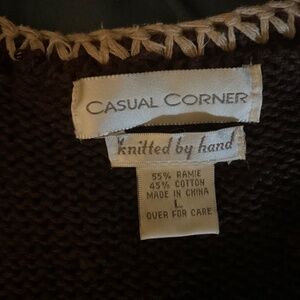 CASUAL CORNER
knitted by hand
55% RAMIE
45% COTTON
MADE IN CHINA
L
OVER FOR CARE